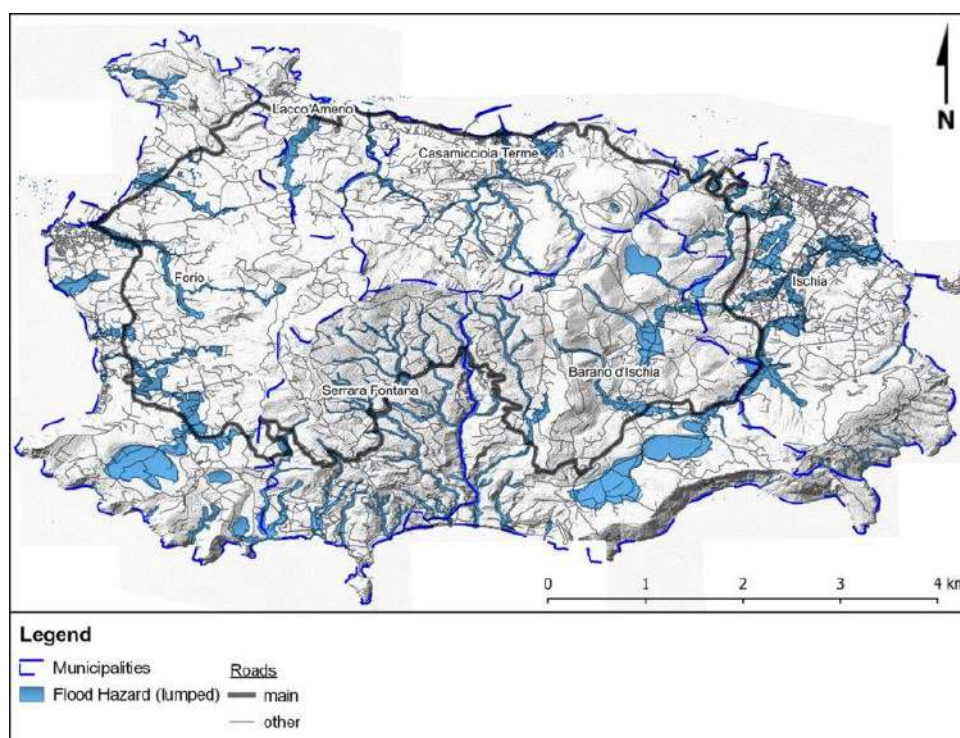 N
Lacco Ameno
Casamicciola Terme
Forio
Ischia
Barano d'Ischia
Serrara Fontana
0 1 2 3 4 km
Legend
Municipalities
Roads
Flood Hazard (lumped)
main
other